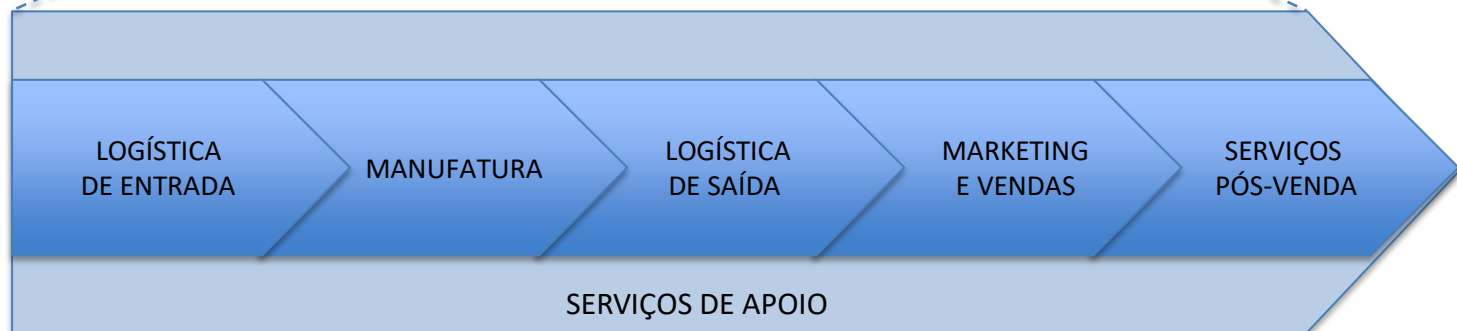 LOGÍSTICA
DE ENTRADA
MANUFATURA
LOGÍSTICA
DE SAÍDA
MARKETING
E VENDAS
SERVIÇOS
PÓS-VENDA
SERVIÇOS DE APOIO